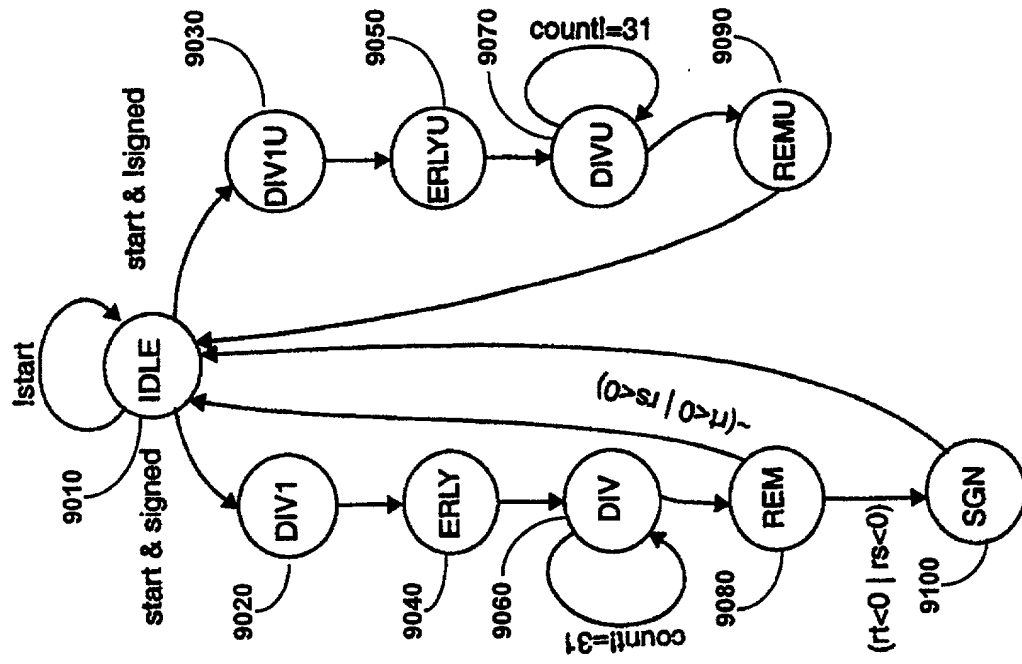 !start
IDLE
9010
start & signed
start & !signed
DIV1
9020
DIV1U
9030
ERLY
9040
ERLYU
9050
DIV
9060
count!=31
DIVU
9070
count!=31
REM
9080
~(rt<0 | rs<0)
REMU
9090
(rt<0 | rs<0)
SGN
9100